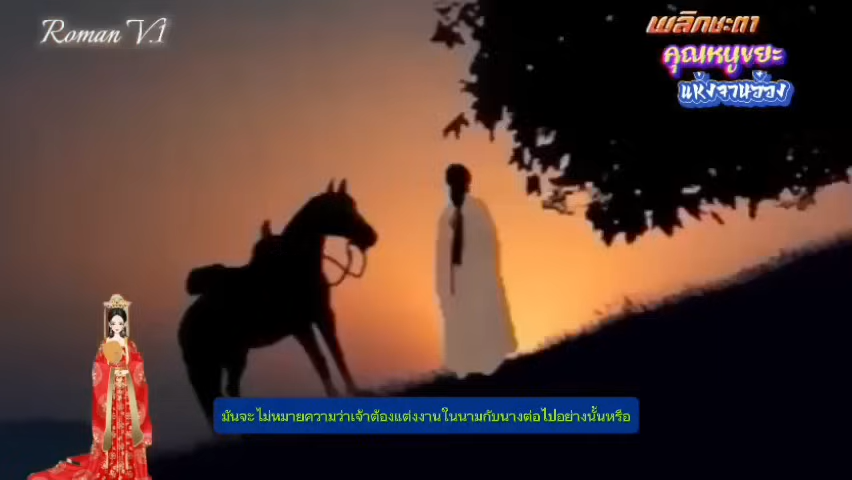 Roman V.1
พลิกชะตา
คุณหนูขยะ
แห่งจวนอ๋อง
มันจะ ไม่หมายความว่าเจ้าต้องแต่งงานในนามกับนางต่อไปอย่างนั้นหรือ